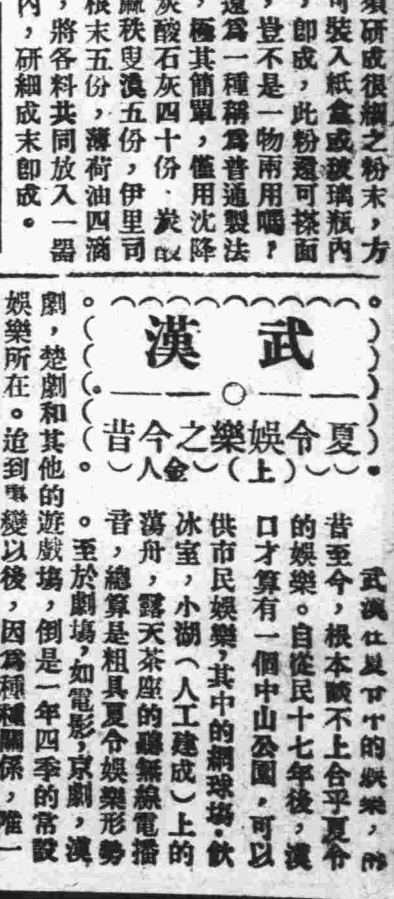 須研成很細之粉末，方
可裝入紙盒或玻璃瓶內
，卽成，此粉還可搽面
，豈不是一物兩用嗎？
還爲一種稱爲普通製法
，極其簡單，僅用沈降
炭酸石灰四十份，炭酸
秩叟漠五份，伊里司
根末五份，薄荷油四滴
，將各料共同放入一器
內，研細成末卽成。
武漢
夏令娛樂之今昔
（上）（金人）
武漢在夏的娛樂，
昔至今，根本談不上合乎夏令
的娛樂。自從民十七年後，漢
口才算有一個中山公園，可以
供市民娛樂，其中的網球場，飲
冰室，小湖（人工建成）上的
蕩舟，露天茶座的聽無線電播
音，總算是粗具夏令娛樂形勢
。至於劇場，如電影，京劇，漢
劇，楚劇和其他的遊戲場，倒是一年四季的常設
娛樂所在。迨到事變以後，因爲種種關係，唯一